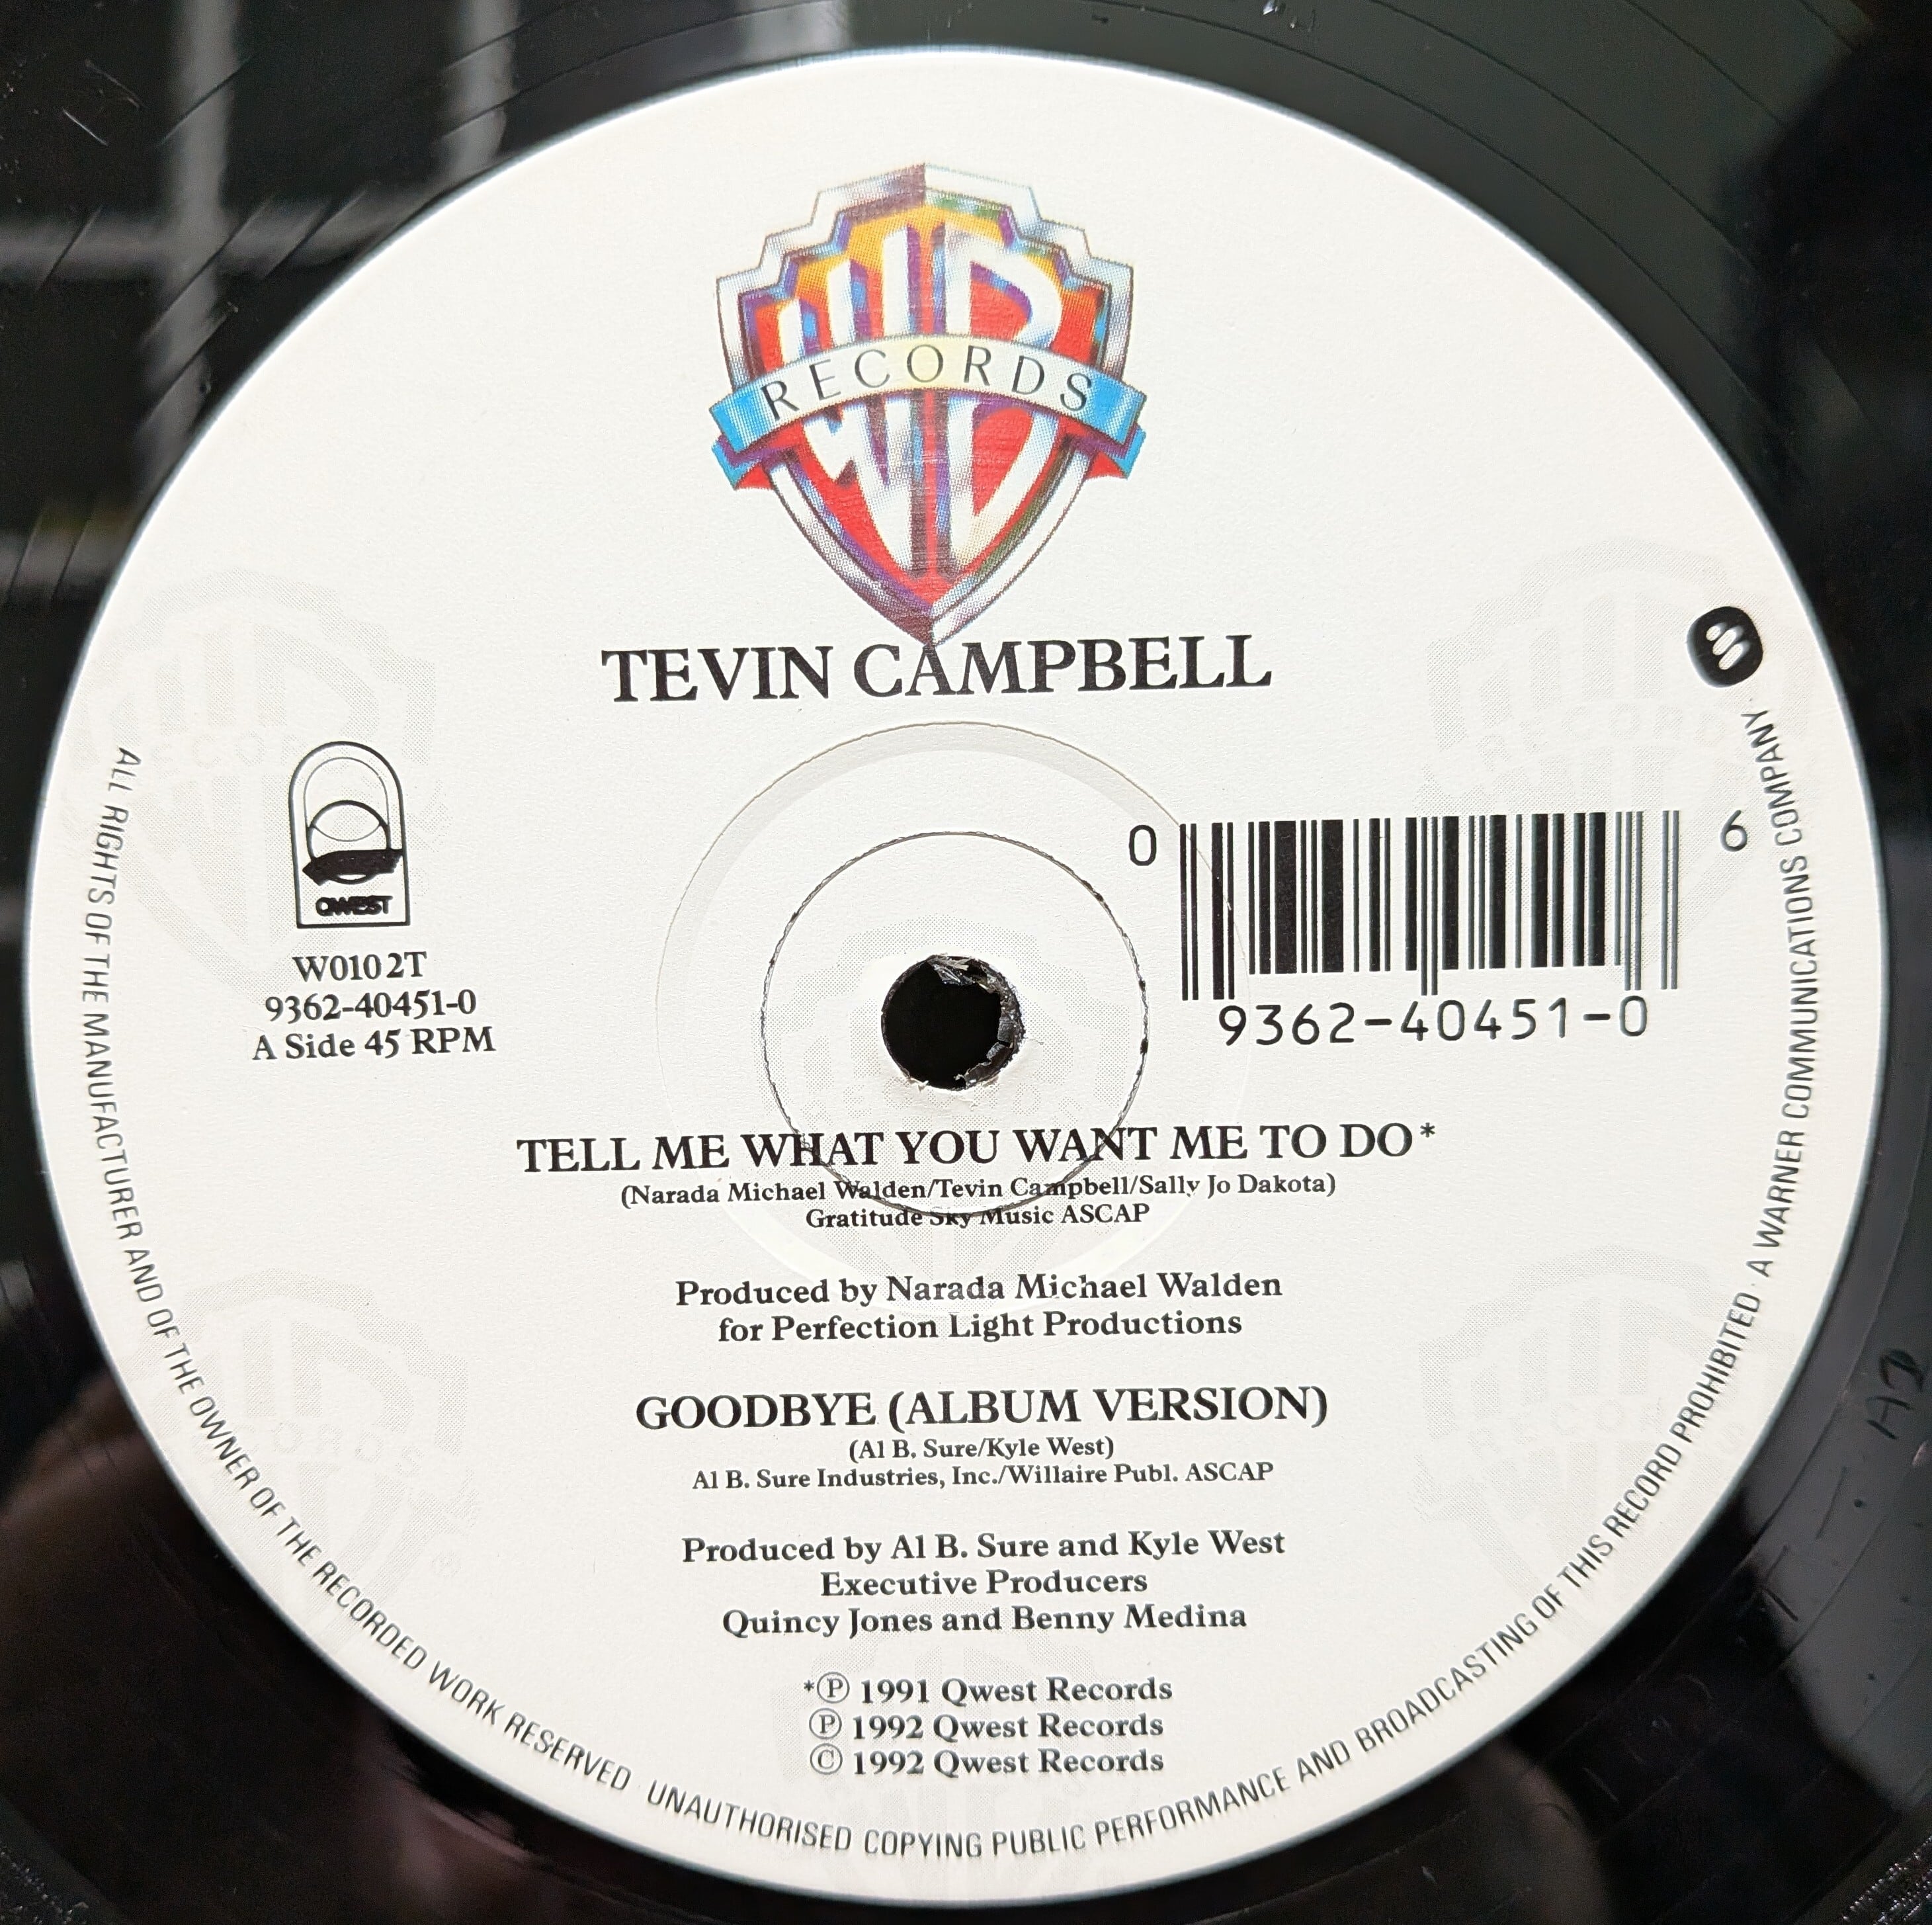 WB
RECORDS
TEVIN CAMPBELL
QWEST
W0102T
9362-40451-0
A Side 45 RPM
0 6
9362-40451-0
TELL ME WHAT YOU WANT ME TO DO*
(Narada Michael Walden/Tevin Campbell/Sally Jo Dakota)
Gratitude Sky Music ASCAP
Produced by Narada Michael Walden
for Perfection Light Productions
GOODBYE (ALBUM VERSION)
(Al B. Sure/Kyle West)
Al B. Sure Industries, Inc./Willaire Publ. ASCAP
Produced by Al B. Sure and Kyle West
Executive Producers
Quincy Jones and Benny Medina
*Ⓟ 1991 Qwest Records
Ⓟ 1992 Qwest Records
© 1992 Qwest Records
ALL RIGHTS OF THE MANUFACTURER AND OF THE OWNER OF THE RECORDED WORK RESERVED · UNAUTHORISED COPYING PUBLIC PERFORMANCE AND BROADCASTING OF THIS RECORD PROHIBITED · A WARNER COMMUNICATIONS COMPANY ·